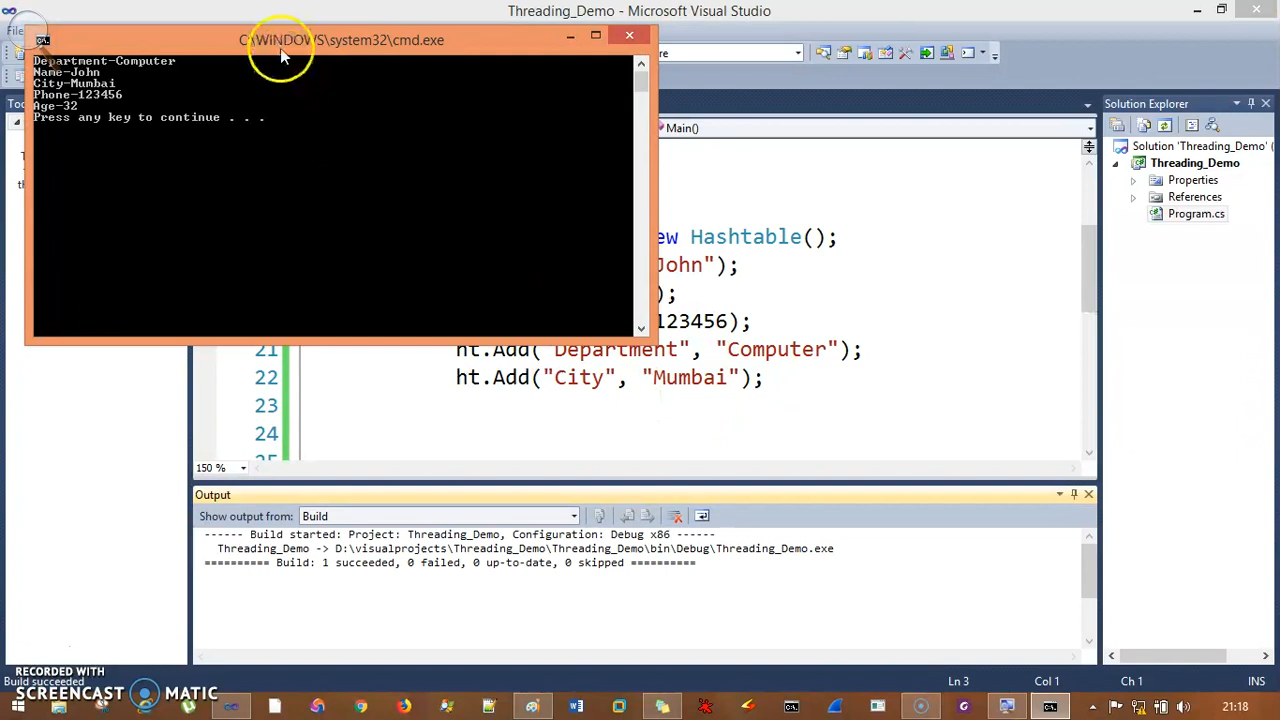 Threading_Demo - Microsoft Visual Studio
File
C:\WINDOWS\system32\cmd.exe
Department-Computer
Name-John
City-Mumbai
Phone-123456
Age-32
Press any key to continue . . .
Solution Explorer
Main()
Solution 'Threading_Demo' (
Threading_Demo
Properties
References
Program.cs
ew Hashtable();
John");
);
123456);
21 ht.Add("Department", "Computer");
22 ht.Add("City", "Mumbai");
23
24
25
150 %
Output
Show output from: Build
------ Build started: Project: Threading_Demo, Configuration: Debug x86 ------
Threading_Demo -> D:\visualprojects\Threading_Demo\Threading_Demo\bin\Debug\Threading_Demo.exe
========== Build: 1 succeeded, 0 failed, 0 up-to-date, 0 skipped ==========
RECORDED WITH
SCREENCAST MATIC
Build succeeded
Ln 3 Col 1 Ch 1 INS
21:18